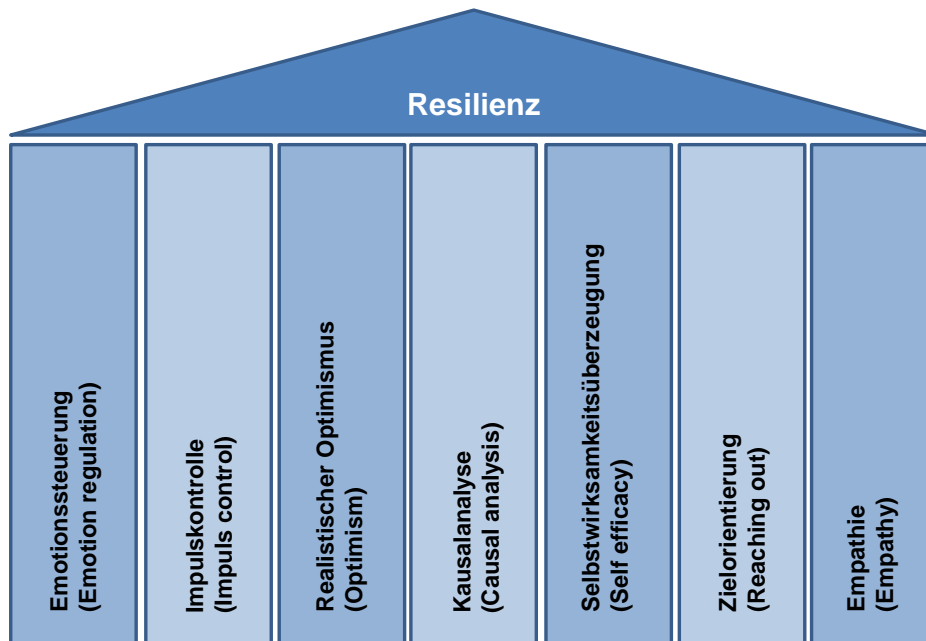 Resilienz
Emotionssteuerung
(Emotion regulation)
Impulskontrolle
(Impuls control)
Realistischer Optimismus
(Optimism)
Kausalanalyse
(Causal analysis)
Selbstwirksamkeitsüberzeugung
(Self efficacy)
Zielorientierung
(Reaching out)
Empathie
(Empathy)